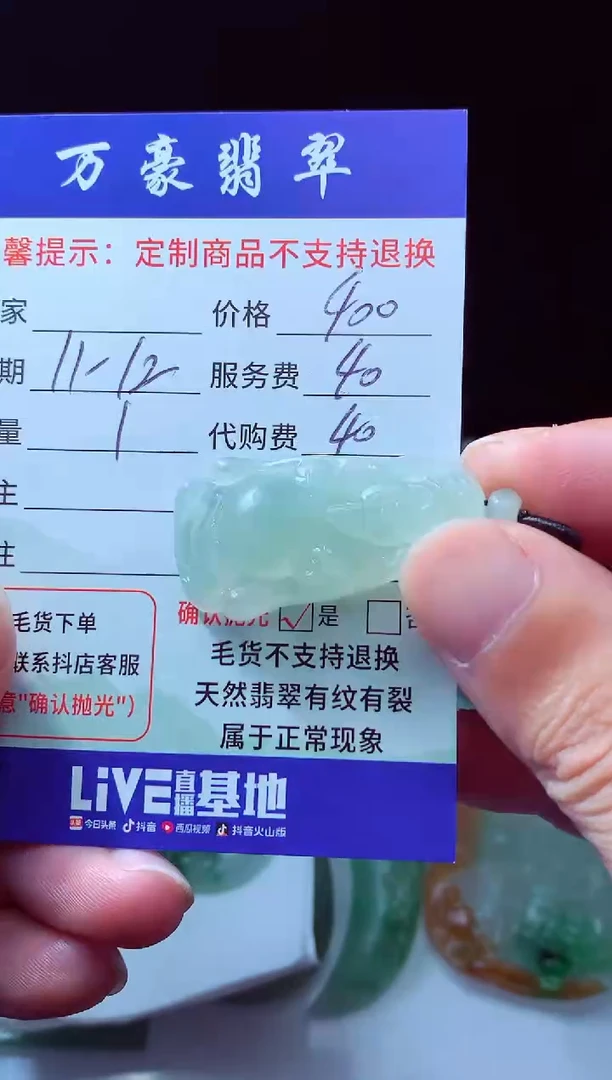 万豪翡翠
馨提示：定制商品不支持退换
家 价格 400
期 11-12 服务费 40
量 1 代购费 40
主
注
确认抛光 ☑是 □
毛货下单
联系抖店客服
意"确认抛光"）
毛货不支持退换
天然翡翠有纹有裂
属于正常现象
LiVE直播基地
今日头条 抖音 西瓜视频 抖音火山版